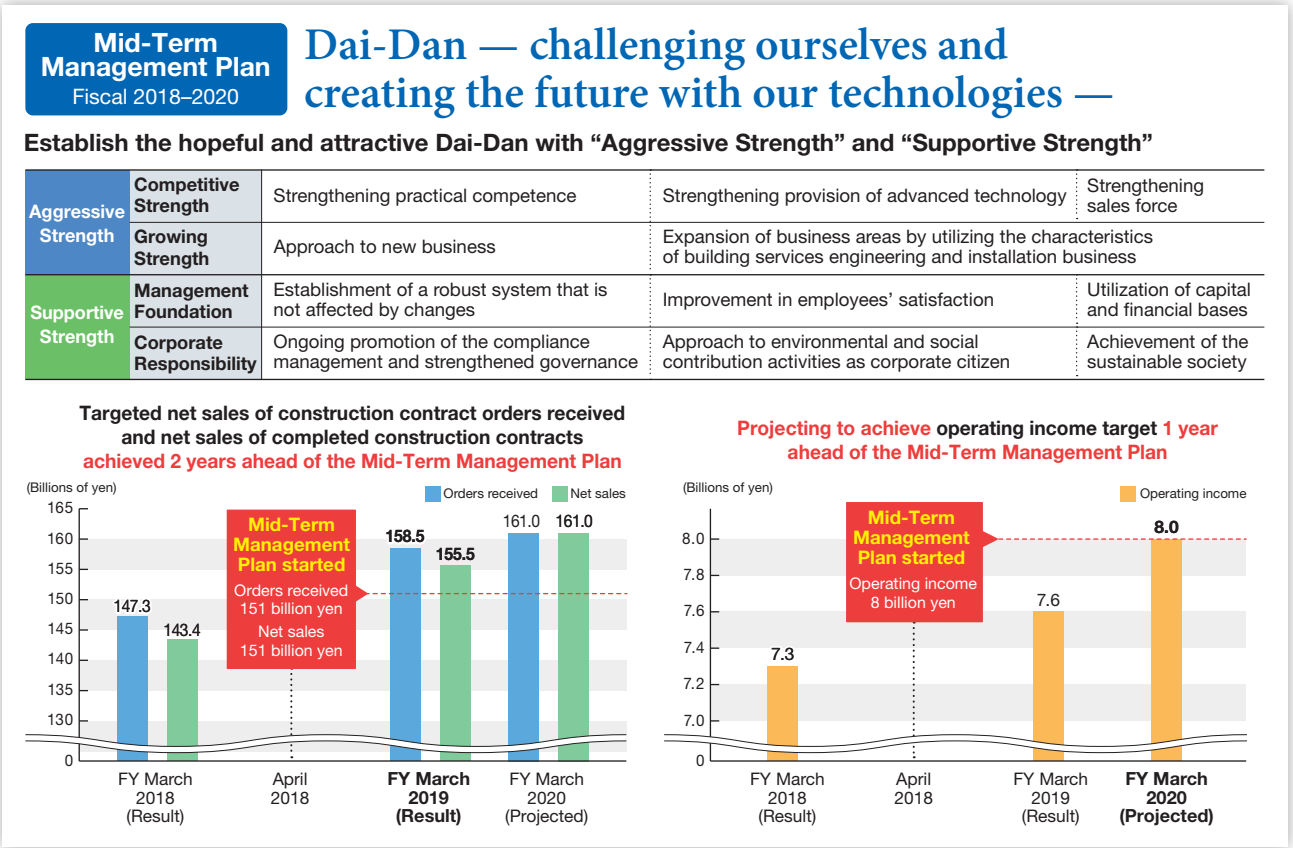 Mid-Term
Management Plan
Fiscal 2018–2020
Dai-Dan — challenging ourselves and
creating the future with our technologies —
Establish the hopeful and attractive Dai-Dan with “Aggressive Strength” and “Supportive Strength”
Aggressive
Strength
Competitive
Strength
Strengthening practical competence
Strengthening provision of advanced technology
Strengthening
sales force
Growing
Strength
Approach to new business
Expansion of business areas by utilizing the characteristics
of building services engineering and installation business
Supportive
Strength
Management
Foundation
Establishment of a robust system that is
not affected by changes
Improvement in employees’ satisfaction
Utilization of capital
and financial bases
Corporate
Responsibility
Ongoing promotion of the compliance
management and strengthened governance
Approach to environmental and social
contribution activities as corporate citizen
Achievement of the
sustainable society
Targeted net sales of construction contract orders received
and net sales of completed construction contracts
achieved 2 years ahead of the Mid-Term Management Plan
(Billions of yen)
Orders received
Net sales
165
160
155
150
145
140
135
130
0
147.3
143.4
Mid-Term
Management
Plan started
Orders received
151 billion yen
Net sales
151 billion yen
158.5
155.5
161.0
161.0
FY March
2018
(Result)
April
2018
FY March
2019
(Result)
FY March
2020
(Projected)
Projecting to achieve operating income target 1 year
ahead of the Mid-Term Management Plan
(Billions of yen)
Operating income
8.0
7.8
7.6
7.4
7.2
7.0
0
7.3
Mid-Term
Management
Plan started
Operating income
8 billion yen
7.6
8.0
FY March
2018
(Result)
April
2018
FY March
2019
(Result)
FY March
2020
(Projected)